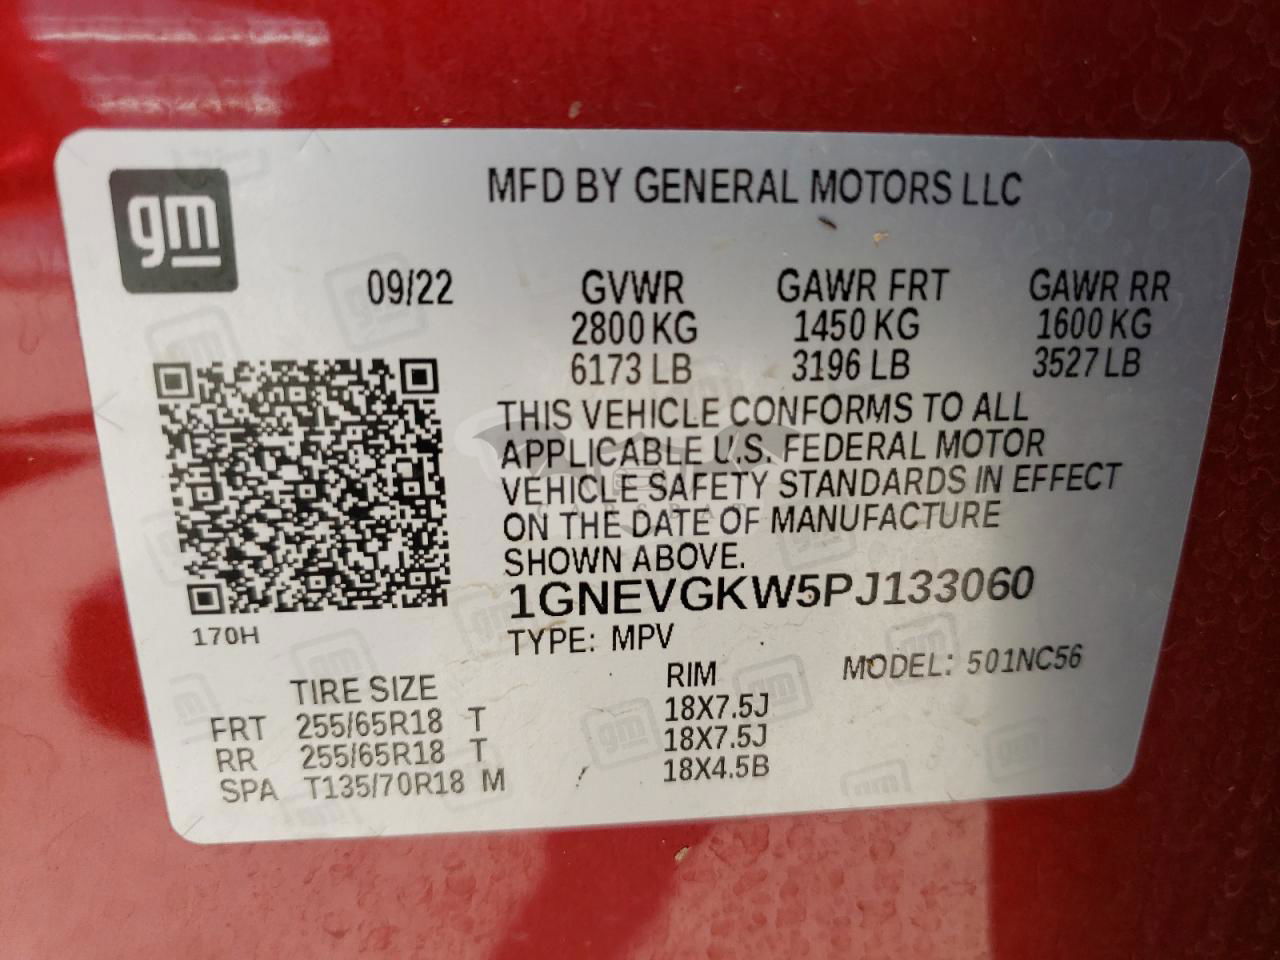 gm
MFD BY GENERAL MOTORS LLC
09/22 GVWR GAWR FRT GAWR RR
2800 KG 1450 KG 1600 KG
6173 LB 3196 LB 3527 LB
THIS VEHICLE CONFORMS TO ALL
APPLICABLE U.S. FEDERAL MOTOR
VEHICLE SAFETY STANDARDS IN EFFECT
ON THE DATE OF MANUFACTURE
SHOWN ABOVE.
1GNEVGKW5PJ133060
170H
TYPE: MPV MODEL: 501NC56
TIRE SIZE RIM
FRT 255/65R18 T 18X7.5J
RR 255/65R18 T 18X7.5J
SPA T135/70R18 M 18X4.5B